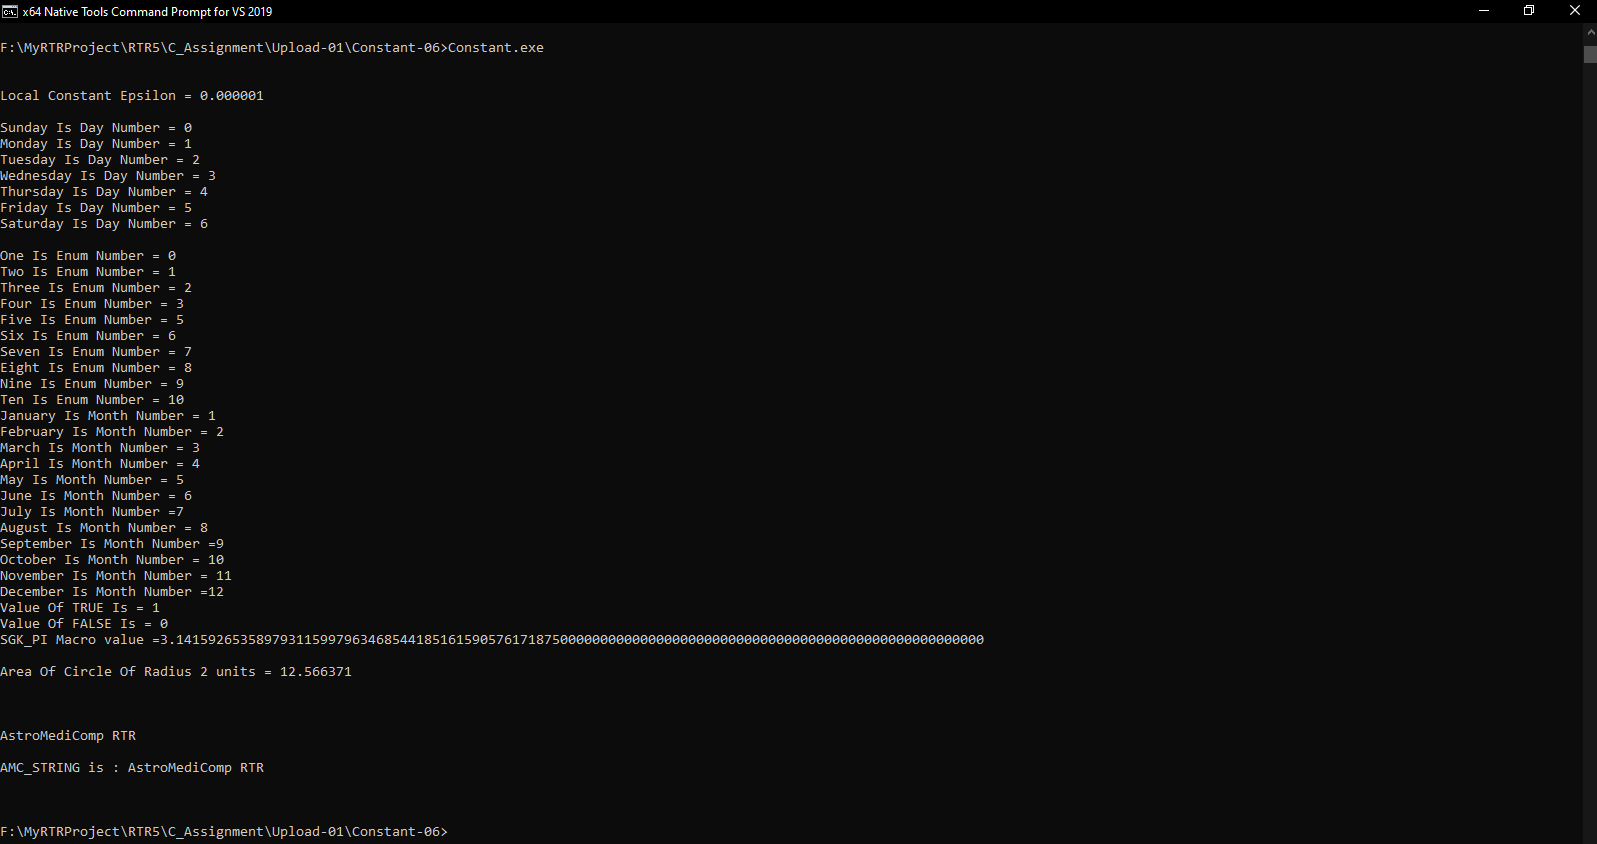 x64 Native Tools Command Prompt for VS 2019
F:\MyRTRProject\RTR5\C_Assignment\Upload-01\Constant-06>Constant.exe
Local Constant Epsilon = 0.000001
Sunday Is Day Number = 0
Monday Is Day Number = 1
Tuesday Is Day Number = 2
Wednesday Is Day Number = 3
Thursday Is Day Number = 4
Friday Is Day Number = 5
Saturday Is Day Number = 6
One Is Enum Number = 0
Two Is Enum Number = 1
Three Is Enum Number = 2
Four Is Enum Number = 3
Five Is Enum Number = 5
Six Is Enum Number = 6
Seven Is Enum Number = 7
Eight Is Enum Number = 8
Nine Is Enum Number = 9
Ten Is Enum Number = 10
January Is Month Number = 1
February Is Month Number = 2
March Is Month Number = 3
April Is Month Number = 4
May Is Month Number = 5
June Is Month Number = 6
July Is Month Number =7
August Is Month Number = 8
September Is Month Number =9
October Is Month Number = 10
November Is Month Number = 11
December Is Month Number =12
Value Of TRUE Is = 1
Value Of FALSE Is = 0
SGK_PI Macro value =3.1415926535897931159979634685441851615905761718750000000000000000000000000000000000000000000000000000
Area Of Circle Of Radius 2 units = 12.566371
AstroMediComp RTR
AMC_STRING is : AstroMediComp RTR
F:\MyRTRProject\RTR5\C_Assignment\Upload-01\Constant-06>